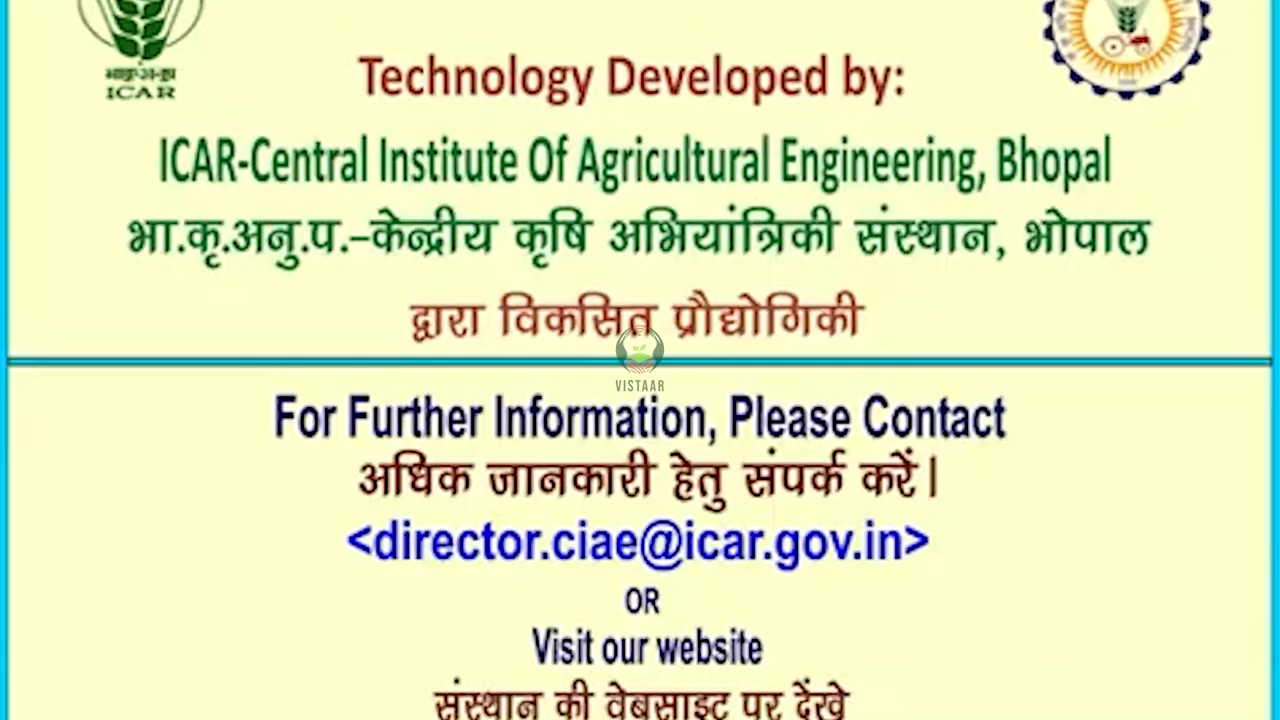 ICAR
Technology Developed by:
ICAR-Central Institute Of Agricultural Engineering, Bhopal
भा.कृ.अनु.प.-केन्द्रीय कृषि अभियांत्रिकी संस्थान, भोपाल
द्वारा विकसित प्रौद्योगिकी
VISTAAR
For Further Information, Please Contact
अधिक जानकारी हेतु संपर्क करें।
<director.ciae@icar.gov.in>
OR
Visit our website
संस्थान की वेबसाइट पर देंखे